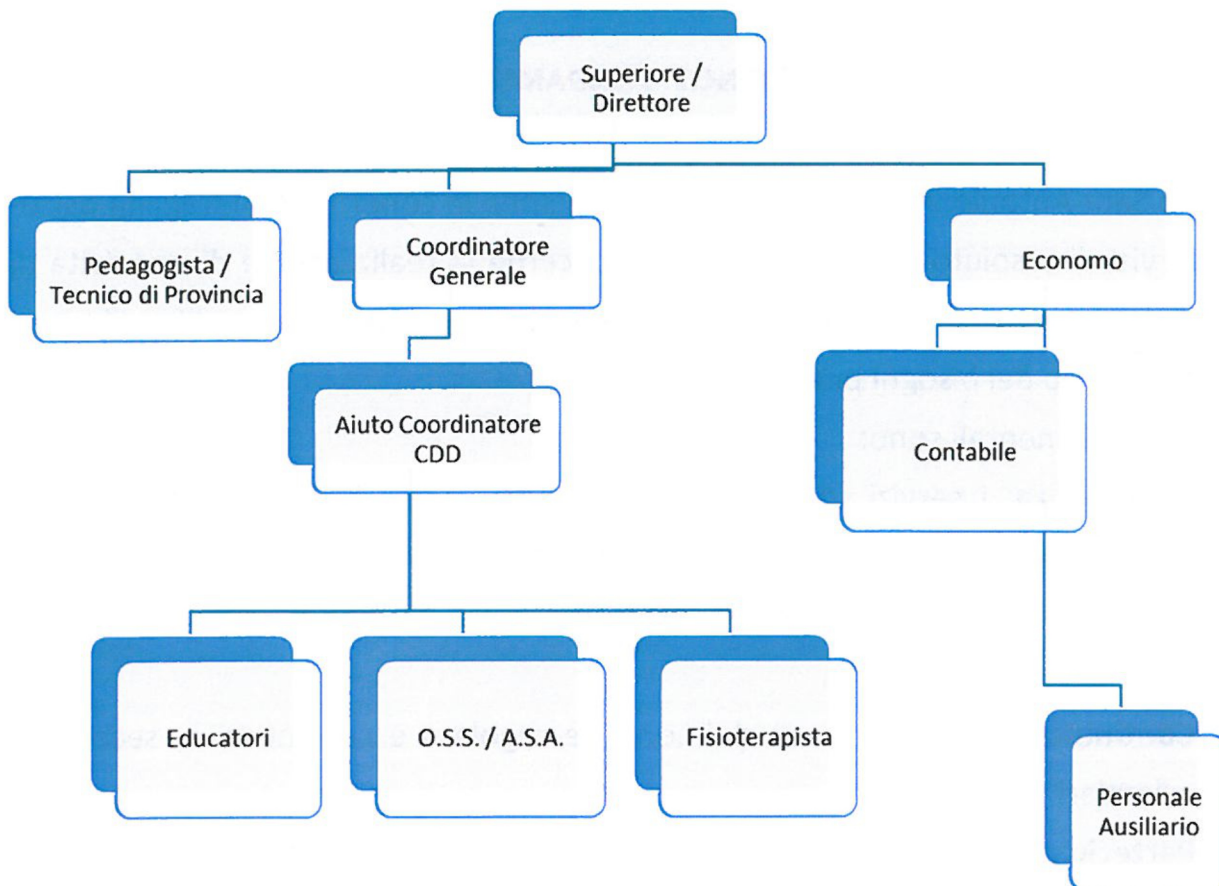 Superiore /
Direttore
Pedagogista /
Tecnico di Provincia
Coordinatore
Generale
Economo
Aiuto Coordinatore
CDD
Contabile
Educatori
O.S.S. / A.S.A.
Fisioterapista
Personale
Ausiliario